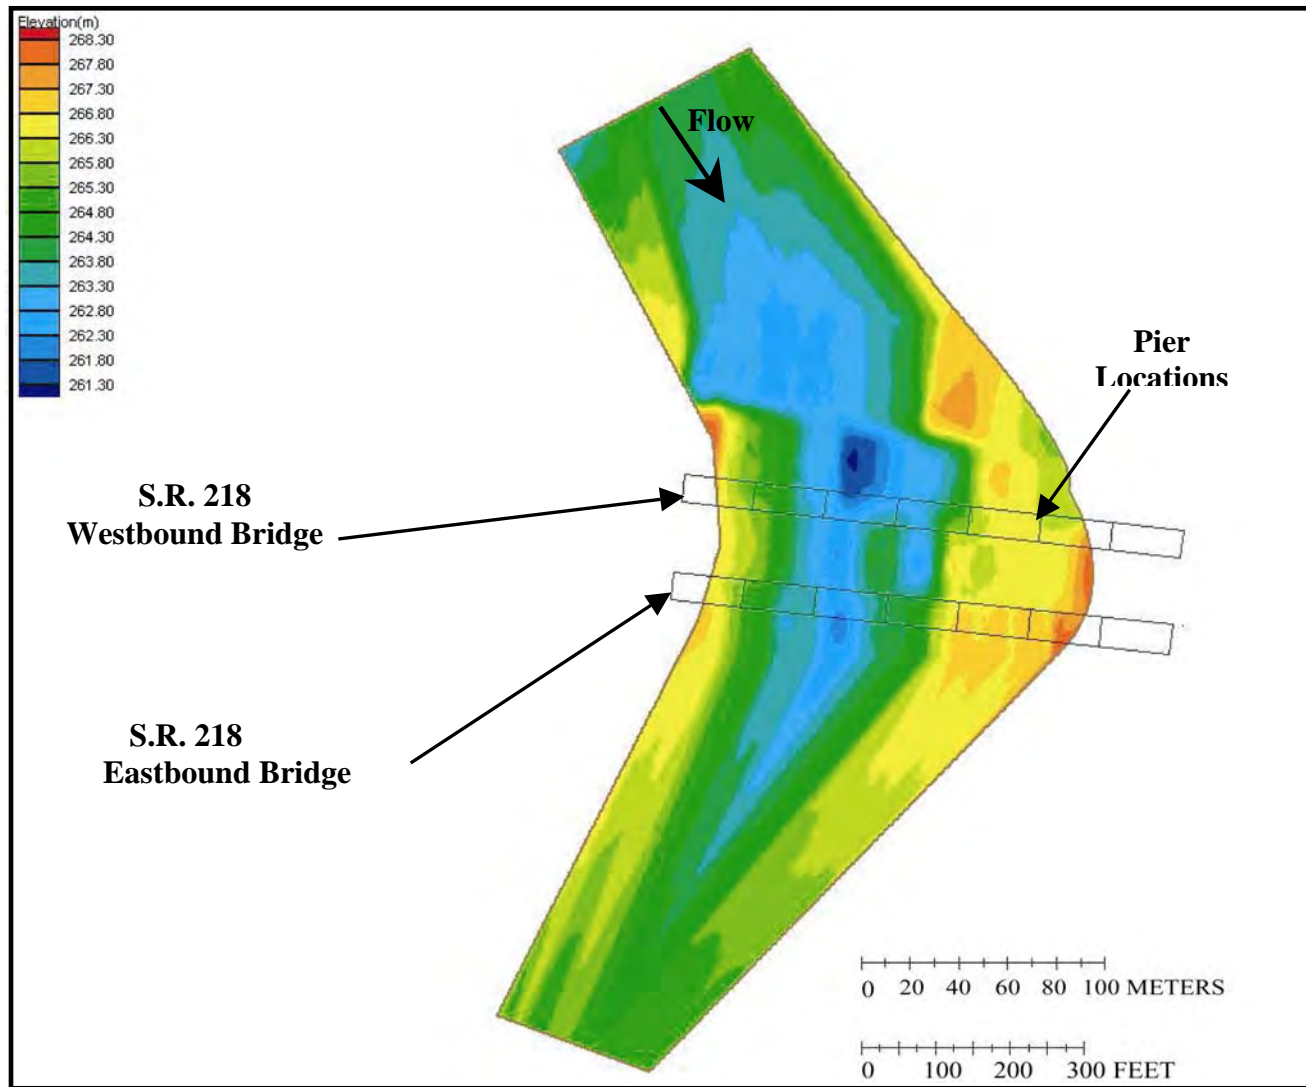 Elevation(m)
268.30
267.80
267.30
266.80
266.30
265.80
265.30
264.80
264.30
263.80
263.30
262.80
262.30
261.80
261.30
Flow
Pier
Locations
S.R. 218
Westbound Bridge
S.R. 218
Eastbound Bridge
0 20 40 60 80 100 METERS
0 100 200 300 FEET